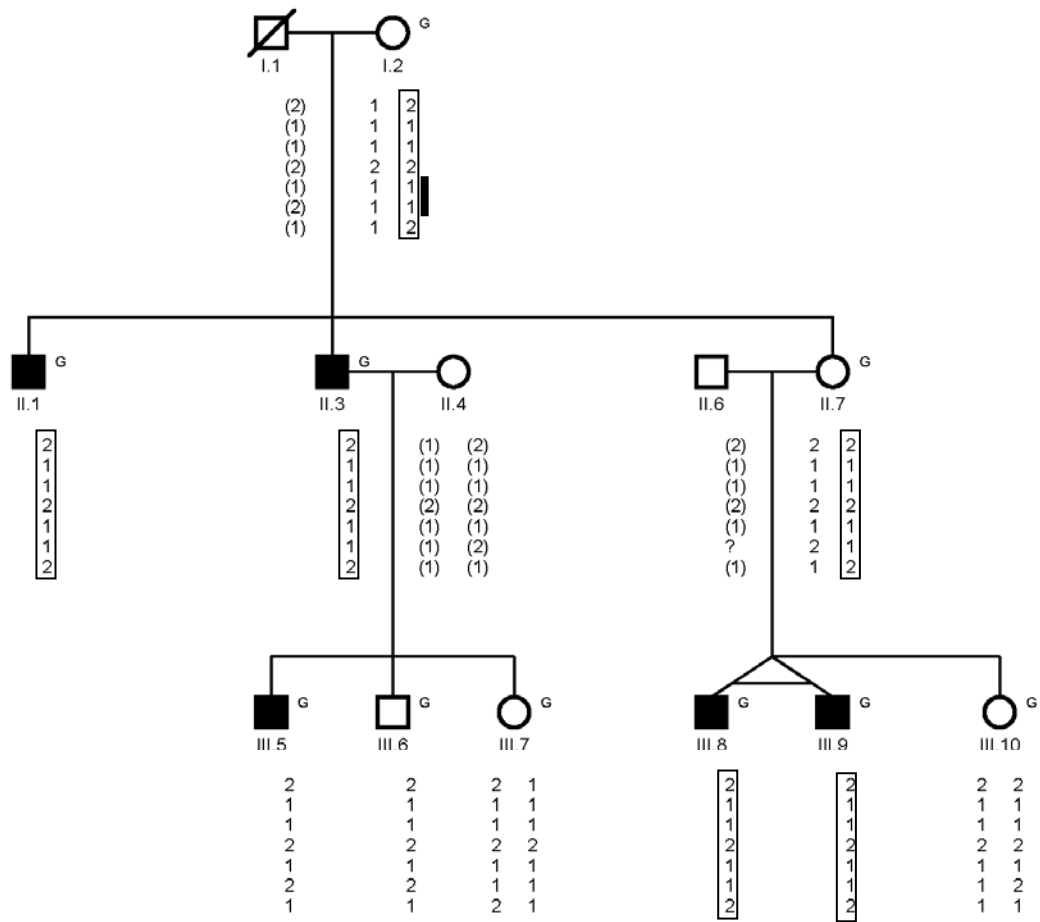 G
I.1 I.2
(2) 1 2
(1) 1 1
(1) 1 1
(2) 2 2
(1) 1 1
(2) 1 1
(1) 1 2
G G G
II.1 II.3 II.4 II.6 II.7
2 2 (1) (2) (2) 2 2
1 1 (1) (1) (1) 1 1
1 1 (1) (1) (1) 1 1
2 2 (2) (2) (2) 2 2
1 1 (1) (1) (1) 1 1
1 1 (1) (2) ? 2 1
2 2 (1) (1) (1) 1 2
G G G G G G
III.5 III.6 III.7 III.8 III.9 III.10
2 2 2 1 2 2 2 2
1 1 1 1 1 1 1 1
1 1 1 1 1 1 1 1
2 2 2 2 2 2 2 2
1 1 1 1 1 1 1 1
2 2 1 1 1 1 1 2
1 1 2 1 2 2 1 1